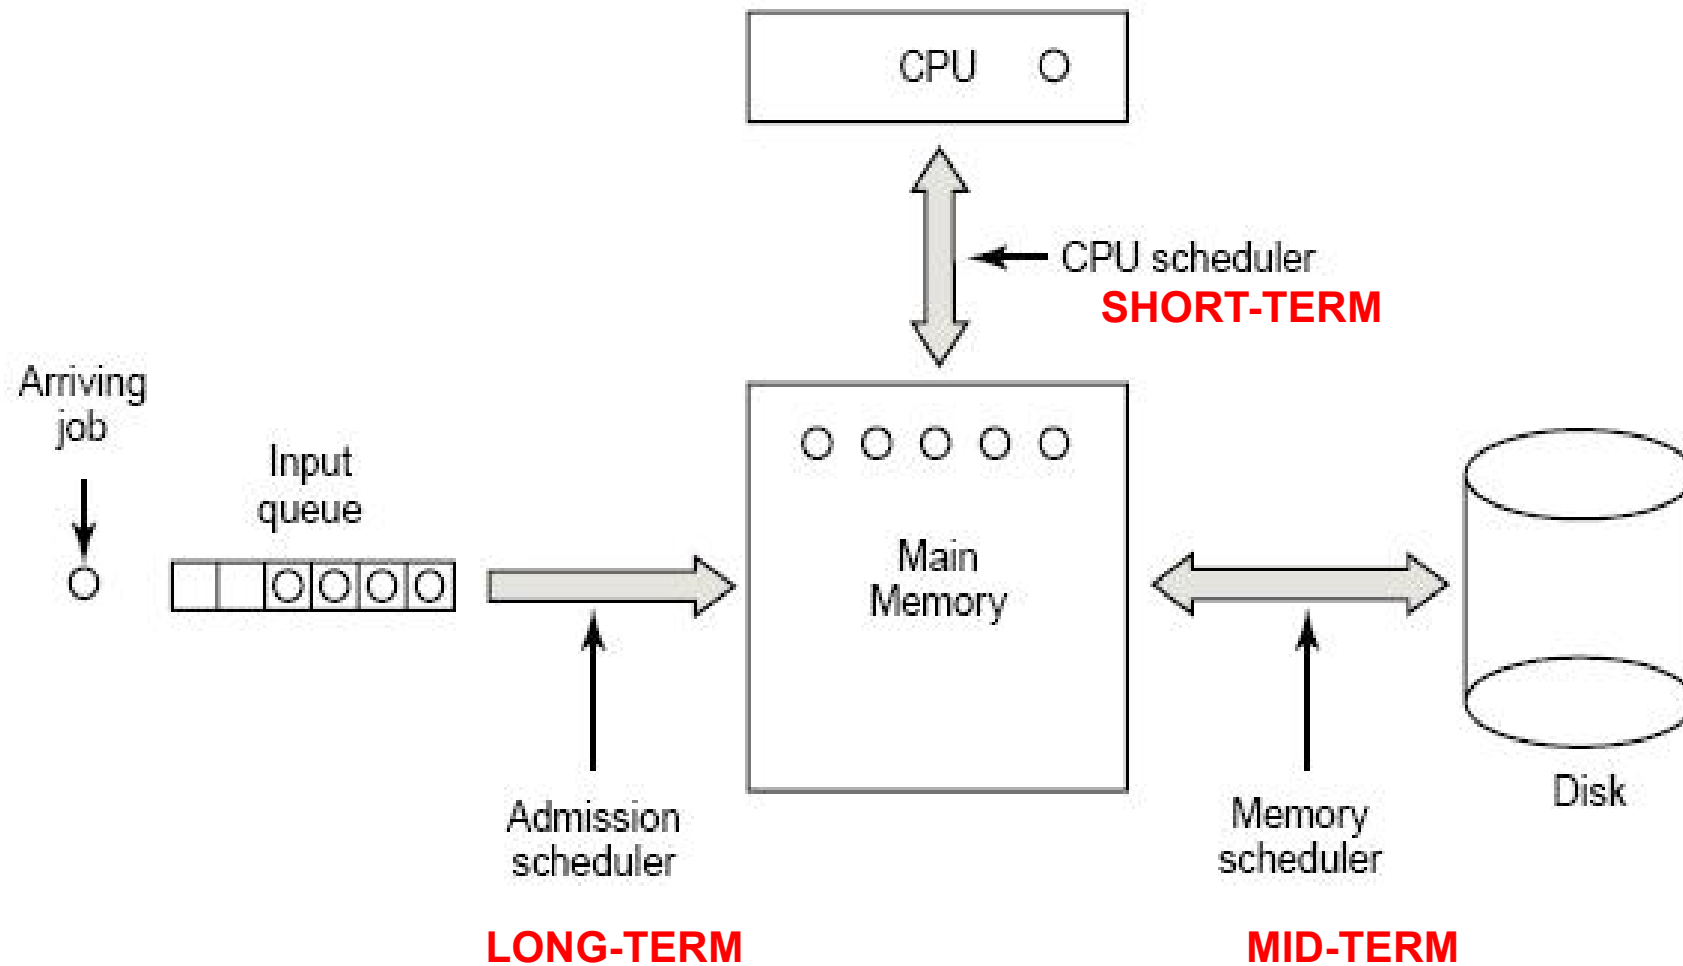 CPU
CPU scheduler
SHORT-TERM
Arriving
job
Input
queue
Main
Memory
Disk
Admission
scheduler
Memory
scheduler
LONG-TERM
MID-TERM